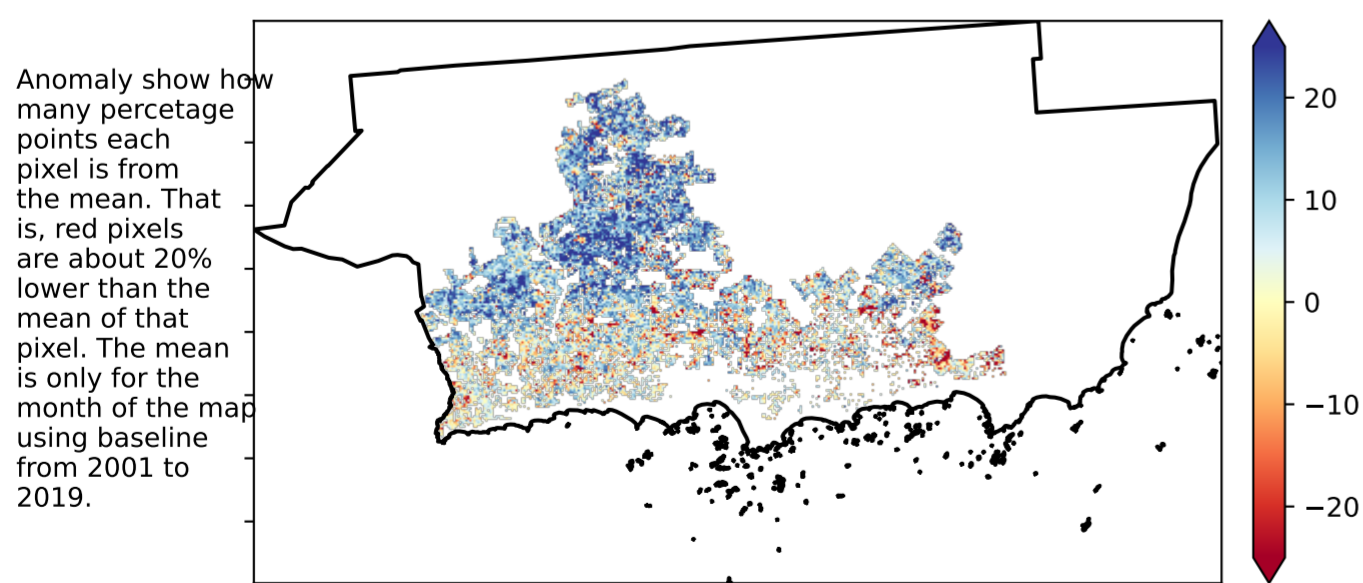 Anomaly show how
many percetage
points each
pixel is from
the mean. That
is, red pixels
are about 20%
lower than the
mean of that
pixel. The mean
is only for the
month of the map
using baseline
from 2001 to
2019.
20
10
0
−10
−20